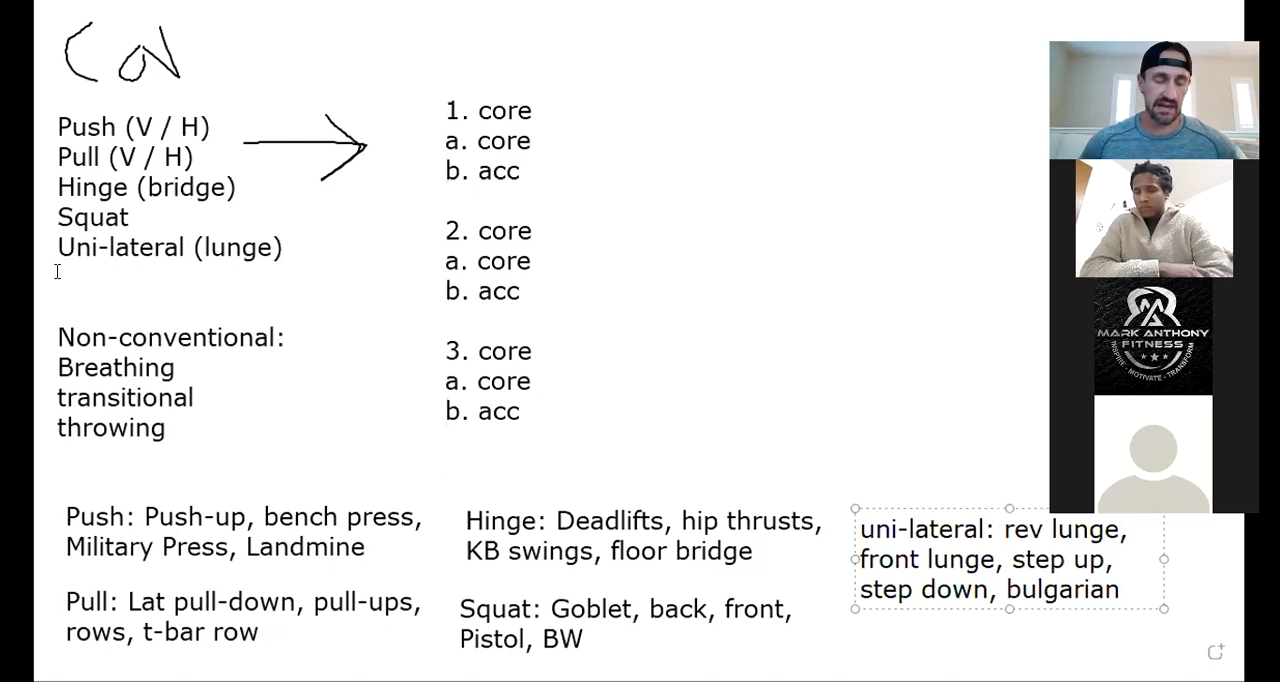 Push (V / H)
Pull (V / H)
Hinge (bridge)
Squat
Uni-lateral (lunge)
Non-conventional:
Breathing
transitional
throwing
1. core
a. core
b. acc
2. core
a. core
b. acc
3. core
a. core
b. acc
Push: Push-up, bench press,
Military Press, Landmine
Pull: Lat pull-down, pull-ups,
rows, t-bar row
Hinge: Deadlifts, hip thrusts,
KB swings, floor bridge
Squat: Goblet, back, front,
Pistol, BW
uni-lateral: rev lunge,
front lunge, step up,
step down, bulgarian
MARK ANTHONY
FITNESS
INSPIRE - MOTIVATE - TRANSFORM